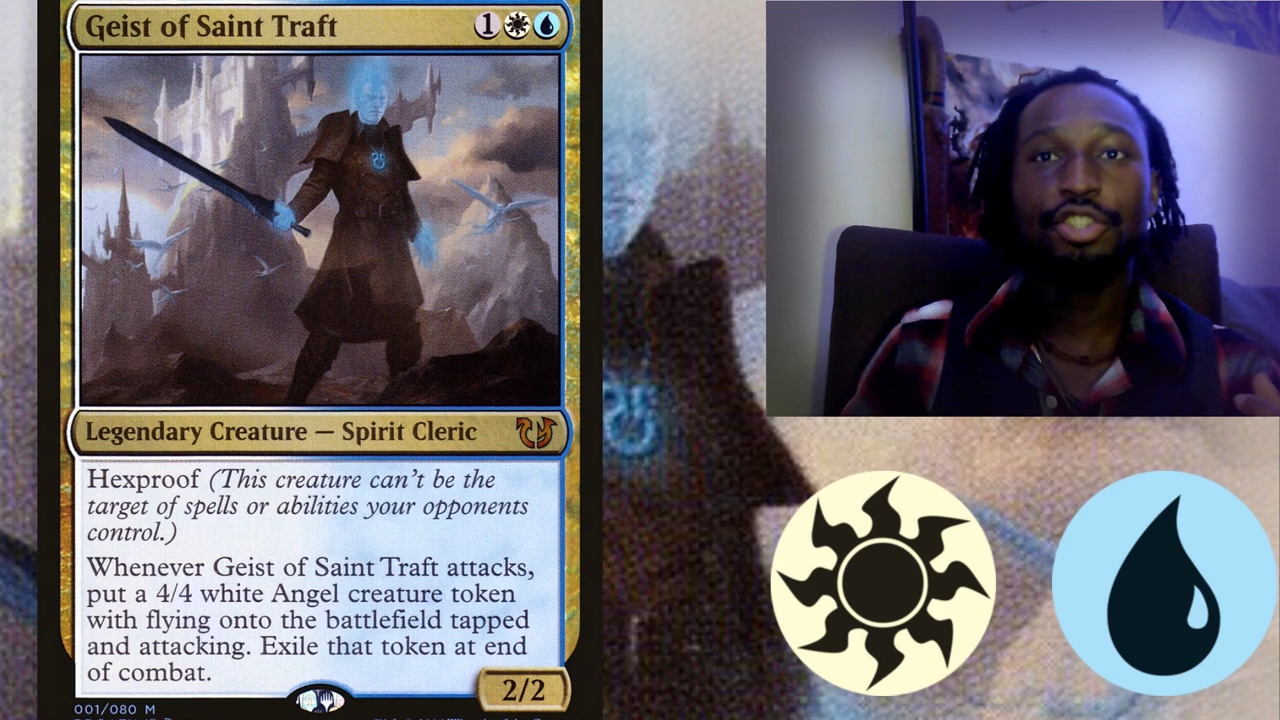 Geist of Saint Traft
1
Legendary Creature — Spirit Cleric
Hexproof (This creature can't be the
target of spells or abilities your opponents
control.)
Whenever Geist of Saint Traft attacks,
put a 4/4 white Angel creature token
with flying onto the battlefield tapped
and attacking. Exile that token at end
of combat.
2/2
001/080 M